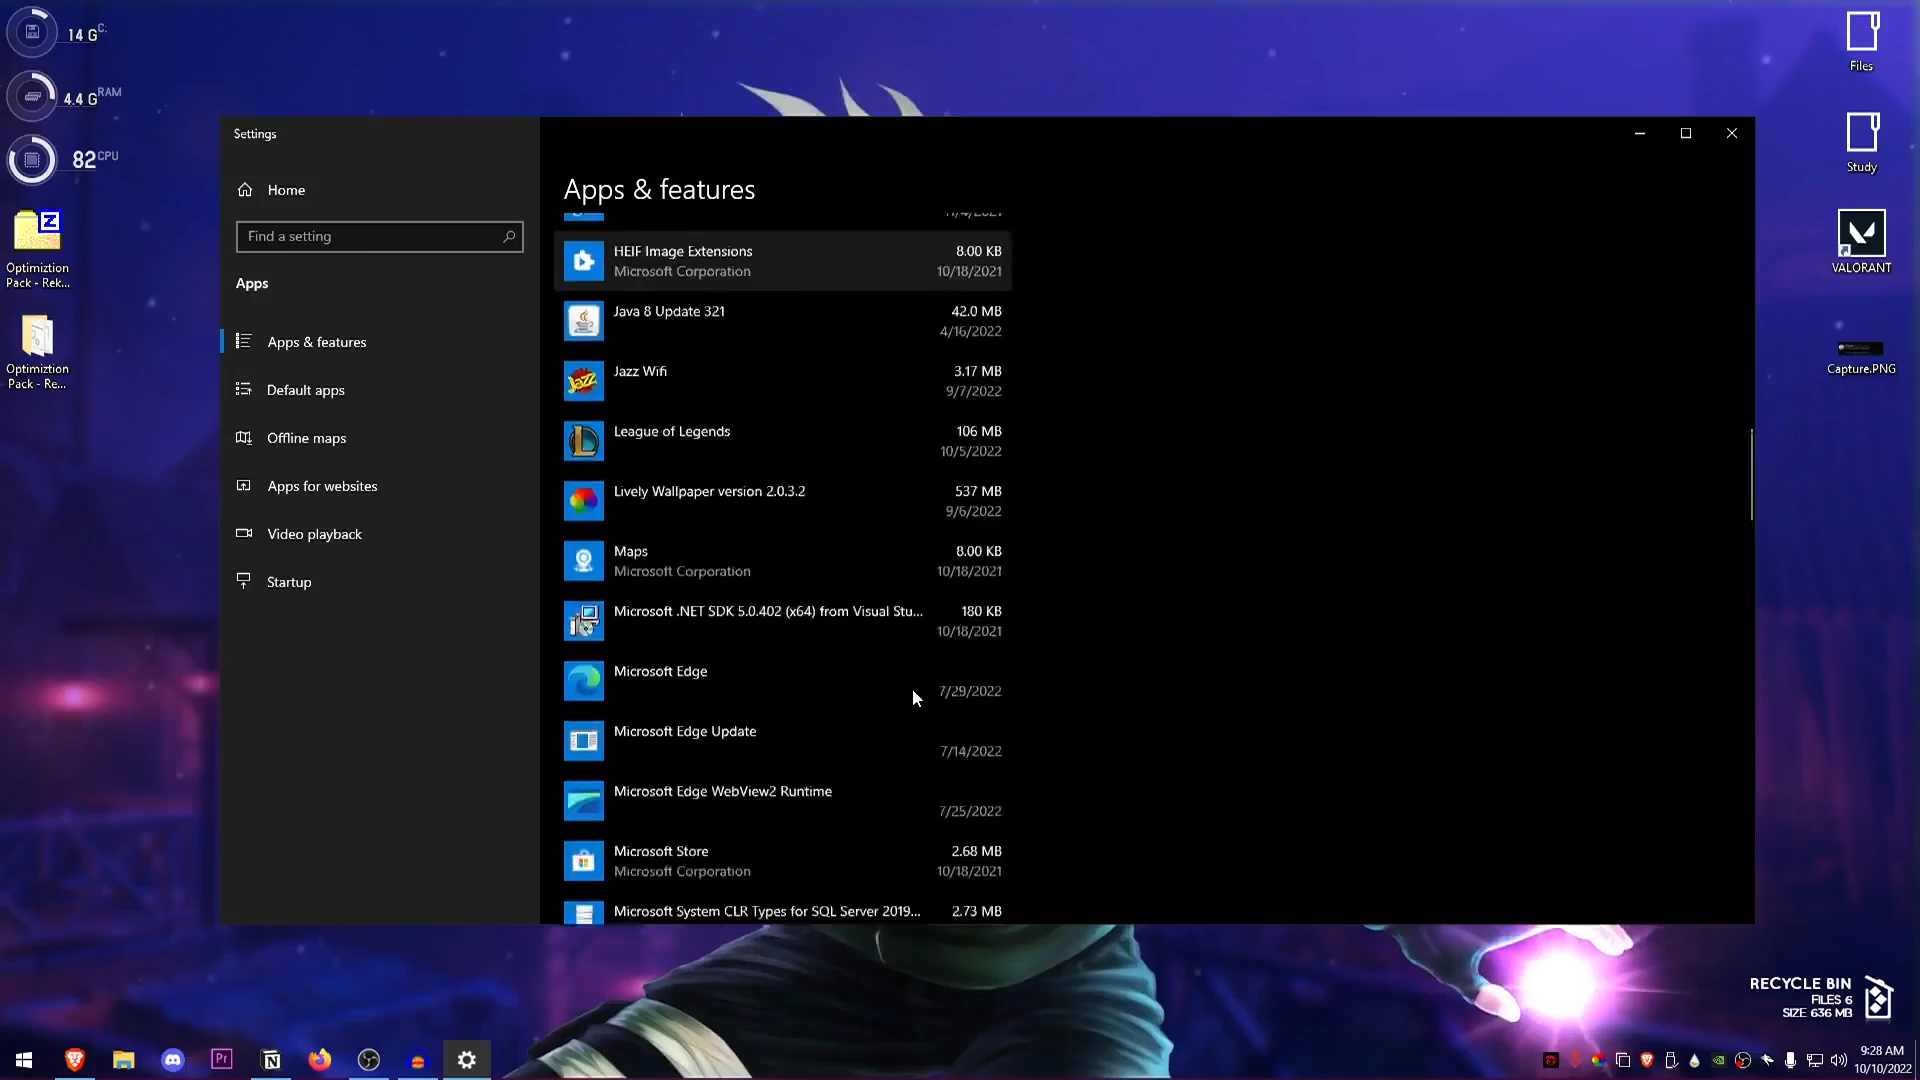 14 G C:
4.4 G RAM
82 CPU
Z
Optimiztion
Pack - Rek...
Optimiztion
Pack - Re...
Settings
Home
Find a setting
Apps
Apps & features
Default apps
Offline maps
Apps for websites
Video playback
Startup
Apps & features
HEIF Image Extensions 8.00 KB
Microsoft Corporation 10/18/2021
Java 8 Update 321 42.0 MB
4/16/2022
Jazz
Jazz Wifi 3.17 MB
9/7/2022
League of Legends 106 MB
10/5/2022
Lively Wallpaper version 2.0.3.2 537 MB
9/6/2022
Maps 8.00 KB
Microsoft Corporation 10/18/2021
Microsoft .NET SDK 5.0.402 (x64) from Visual Stu... 180 KB
10/18/2021
Microsoft Edge
7/29/2022
Microsoft Edge Update
7/14/2022
Microsoft Edge WebView2 Runtime
7/25/2022
Microsoft Store 2.68 MB
Microsoft Corporation 10/18/2021
Microsoft System CLR Types for SQL Server 2019... 2.73 MB
Files
Study
VALORANT
Capture.PNG
RECYCLE BIN
FILES 6
SIZE 636 MB
Pr
9:28 AM
10/10/2022